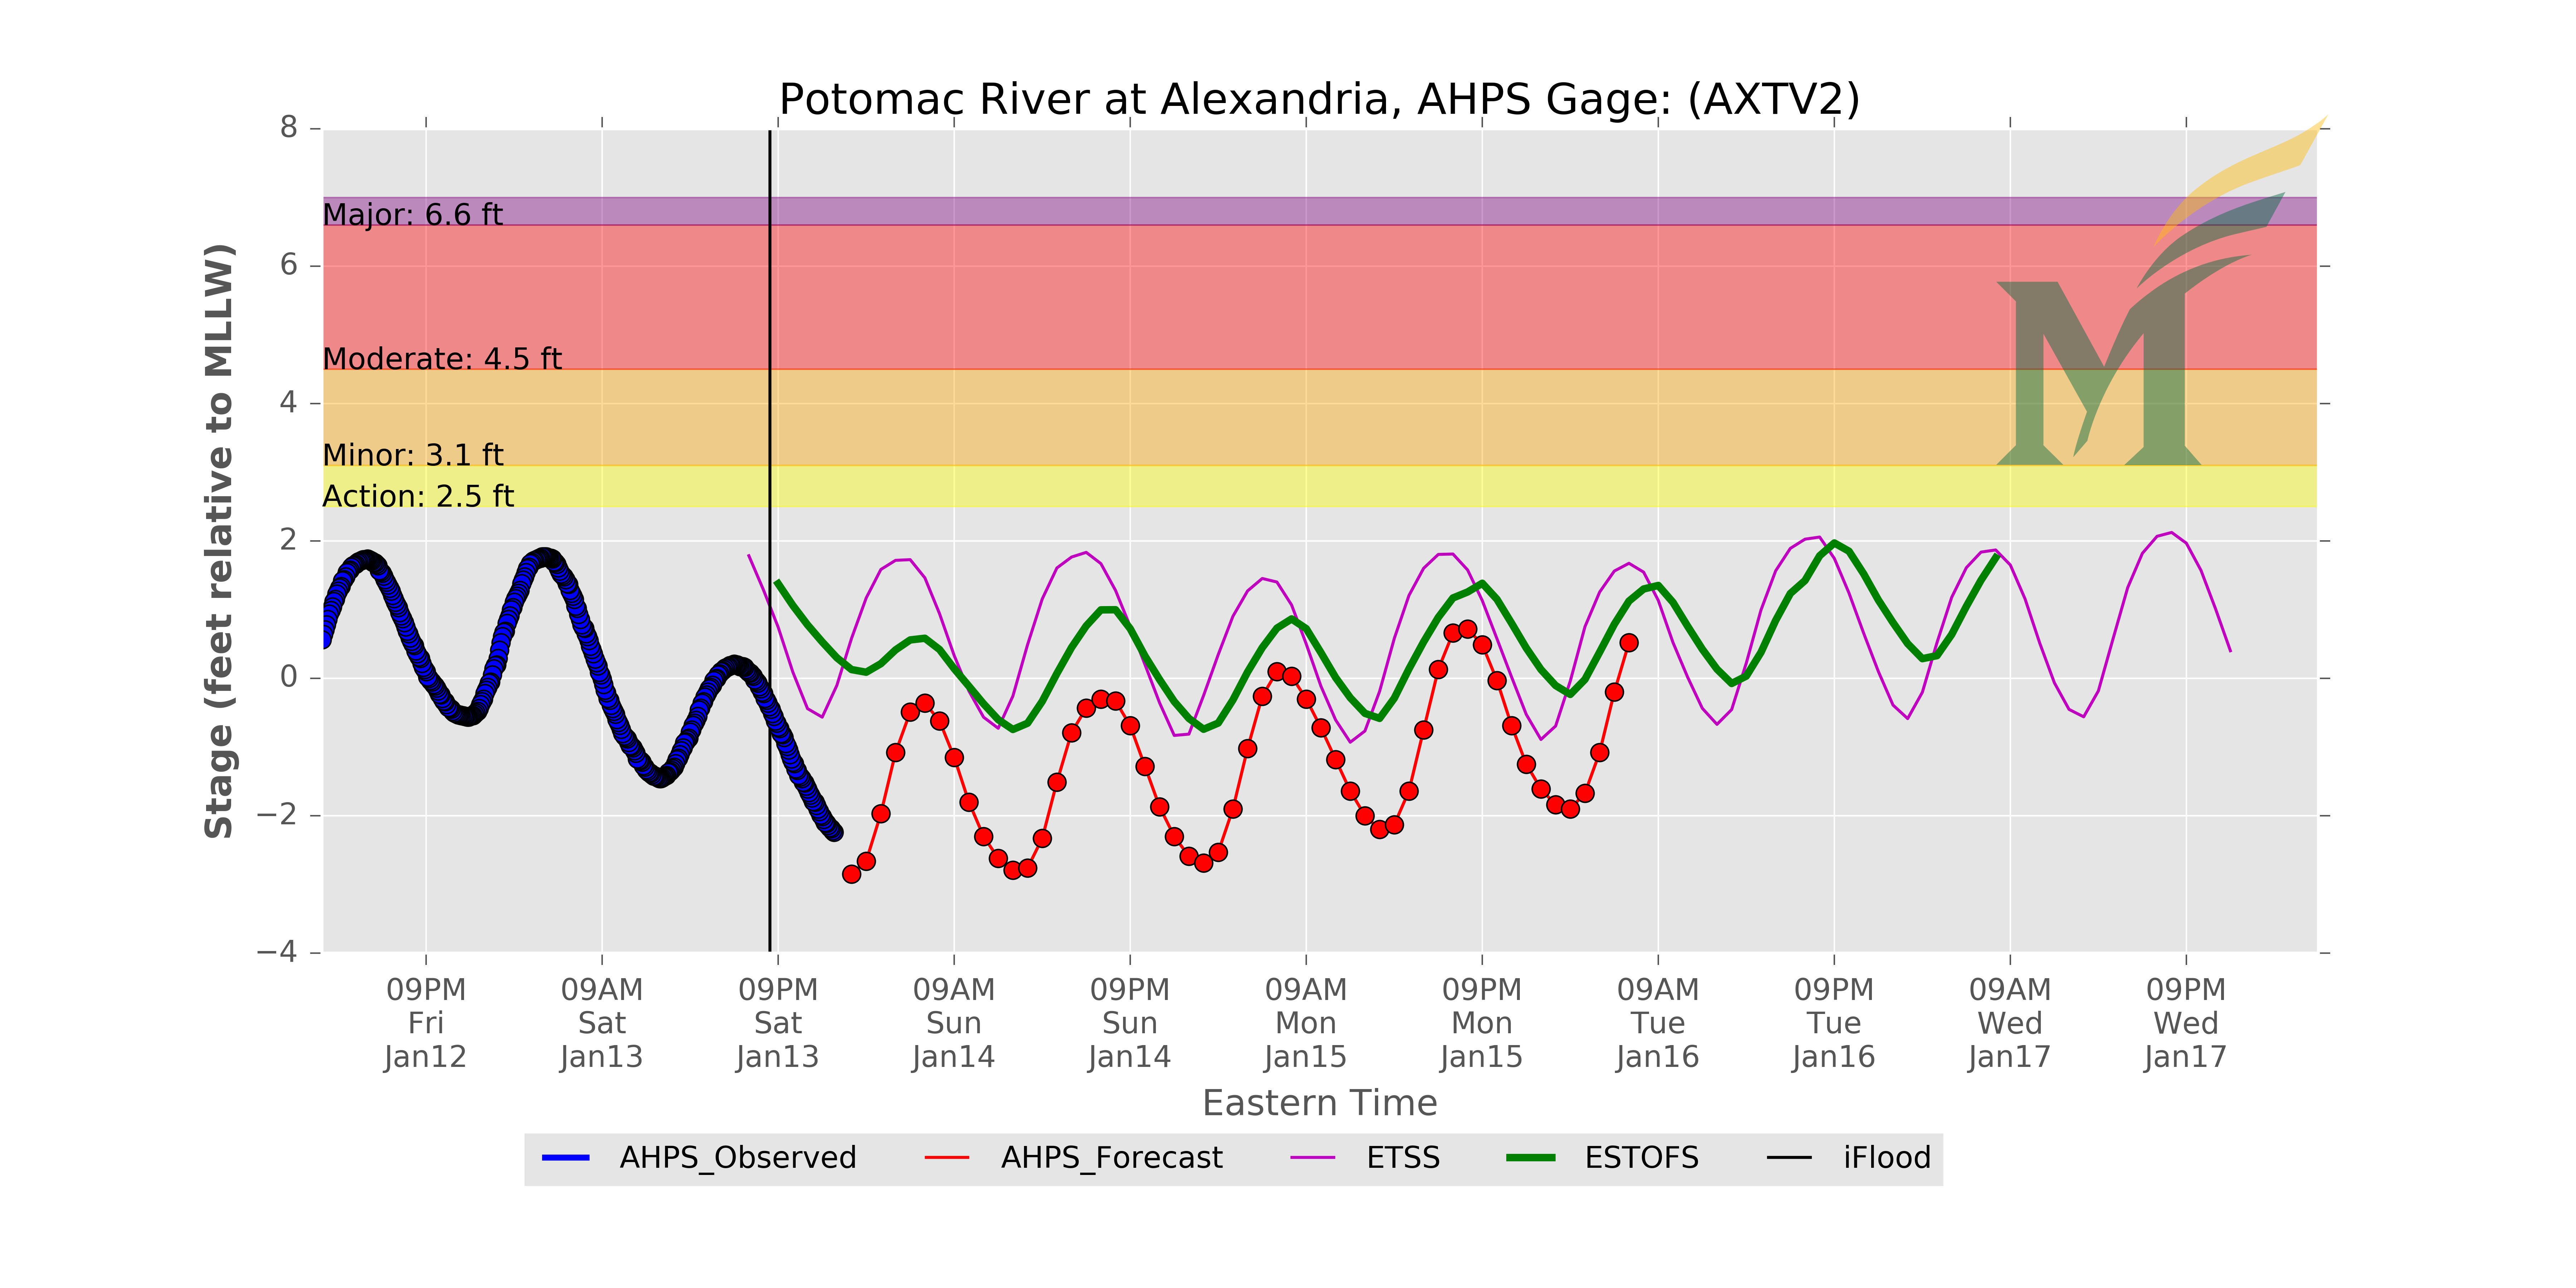 Potomac River at Alexandria, AHPS Gage: (AXTV2)
Stage (feet relative to MLLW)
8
6
4
2
0
−2
−4
Major: 6.6 ft
Moderate: 4.5 ft
Minor: 3.1 ft
Action: 2.5 ft
M
09PM Fri Jan12
09AM Sat Jan13
09PM Sat Jan13
09AM Sun Jan14
09PM Sun Jan14
09AM Mon Jan15
09PM Mon Jan15
09AM Tue Jan16
09PM Tue Jan16
09AM Wed Jan17
09PM Wed Jan17
Eastern Time
AHPS_Observed AHPS_Forecast ETSS ESTOFS iFlood